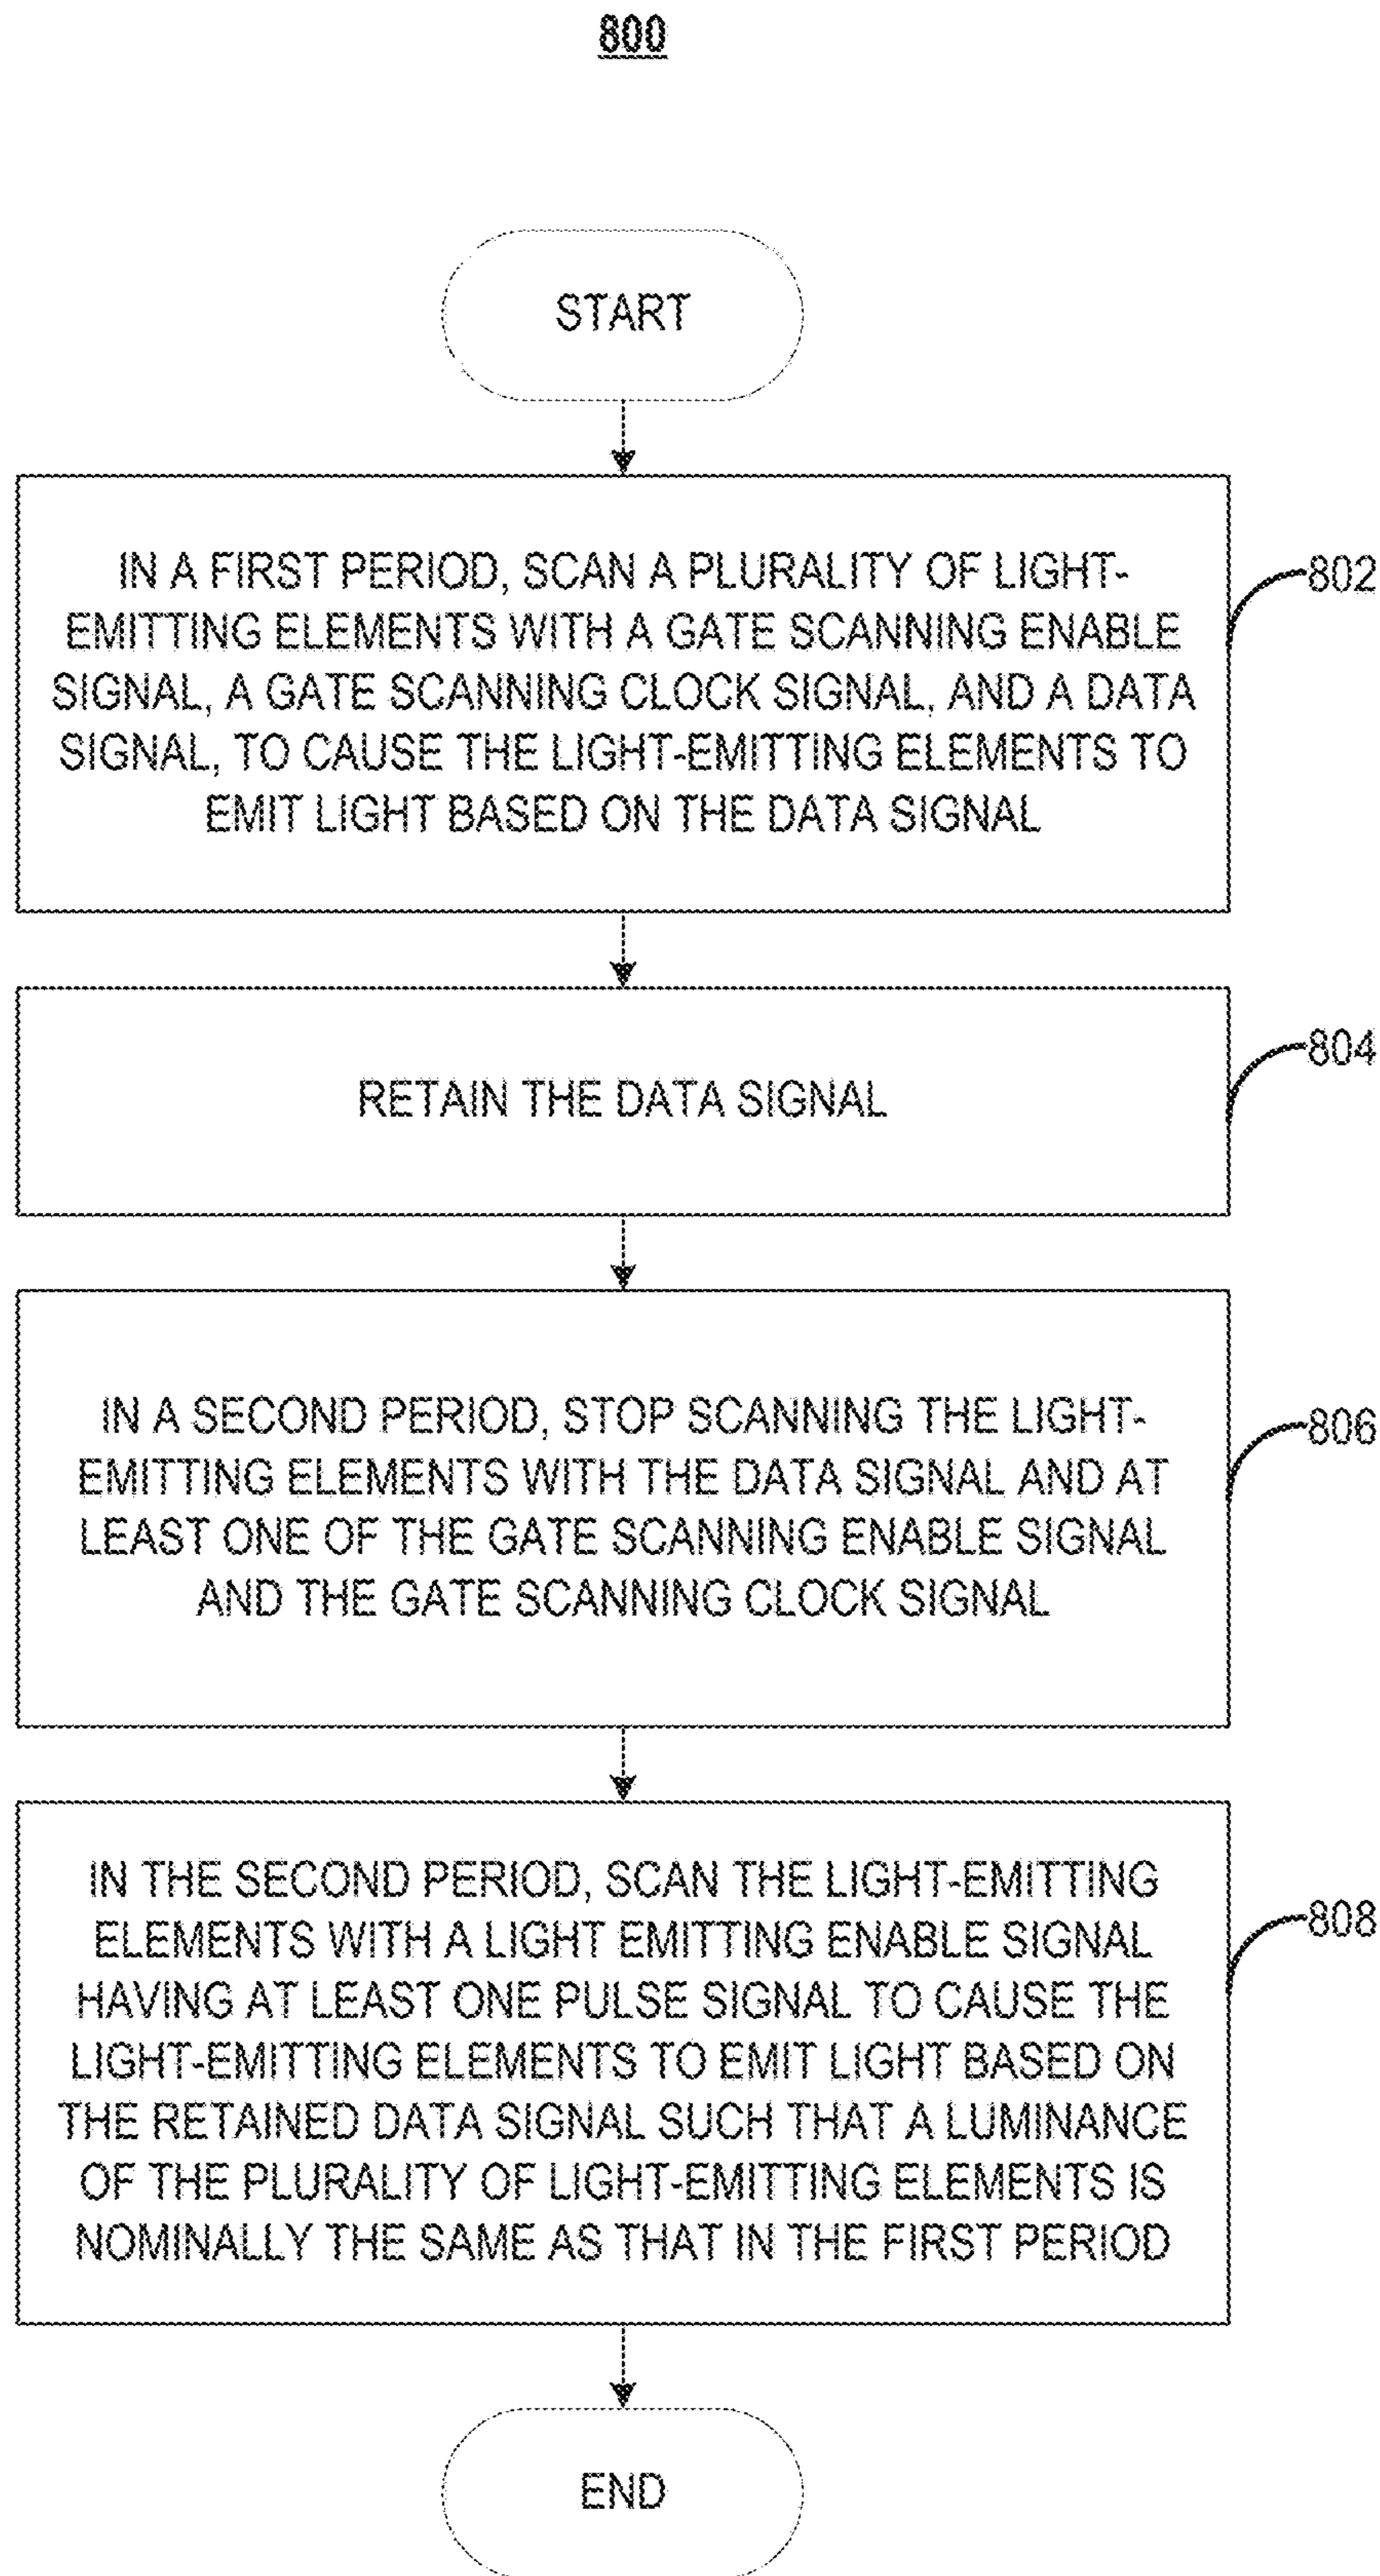 800
START
IN A FIRST PERIOD, SCAN A PLURALITY OF LIGHT-
EMITTING ELEMENTS WITH A GATE SCANNING ENABLE
SIGNAL, A GATE SCANNING CLOCK SIGNAL, AND A DATA
SIGNAL, TO CAUSE THE LIGHT-EMITTING ELEMENTS TO
EMIT LIGHT BASED ON THE DATA SIGNAL
802
RETAIN THE DATA SIGNAL
804
IN A SECOND PERIOD, STOP SCANNING THE LIGHT-
EMITTING ELEMENTS WITH THE DATA SIGNAL AND AT
LEAST ONE OF THE GATE SCANNING ENABLE SIGNAL
AND THE GATE SCANNING CLOCK SIGNAL
806
IN THE SECOND PERIOD, SCAN THE LIGHT-EMITTING
ELEMENTS WITH A LIGHT EMITTING ENABLE SIGNAL
HAVING AT LEAST ONE PULSE SIGNAL TO CAUSE THE
LIGHT-EMITTING ELEMENTS TO EMIT LIGHT BASED ON
THE RETAINED DATA SIGNAL SUCH THAT A LUMINANCE
OF THE PLURALITY OF LIGHT-EMITTING ELEMENTS IS
NOMINALLY THE SAME AS THAT IN THE FIRST PERIOD
808
END